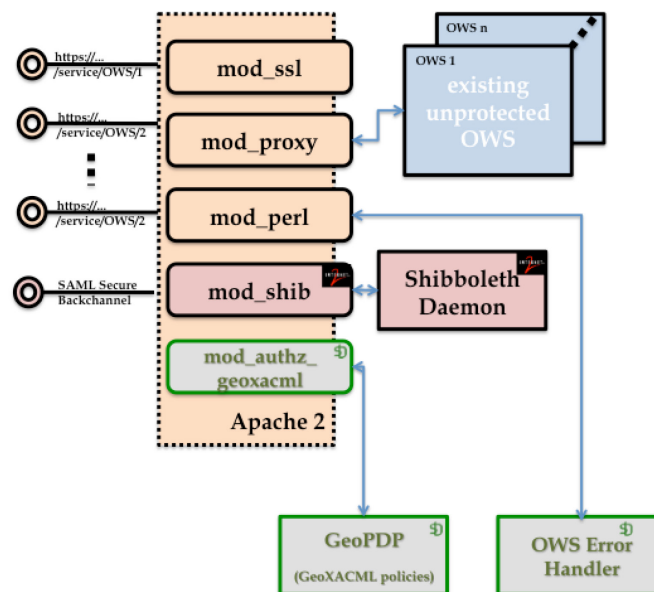 OWS n
OWS 1
existing
unprotected
OWS
https://...
/service/OWS/1
mod_ssl
https://...
/service/OWS/2
mod_proxy
https://...
/service/OWS/2
mod_perl
SAML Secure
Backchannel
mod_shib
Shibboleth
Daemon
mod_authz_
geoxacml
Apache 2
GeoPDP
(GeoXACML policies)
OWS Error
Handler